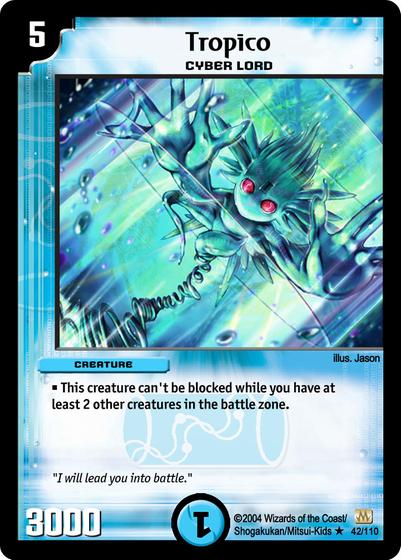 5
Tropico
CYBER LORD
illus. Jason
CREATURE
▪ This creature can't be blocked while you have at
least 2 other creatures in the battle zone.
"I will lead you into battle."
3000
©2004 Wizards of the Coast/
Shogakukan/Mitsui-Kids ★ 42/110